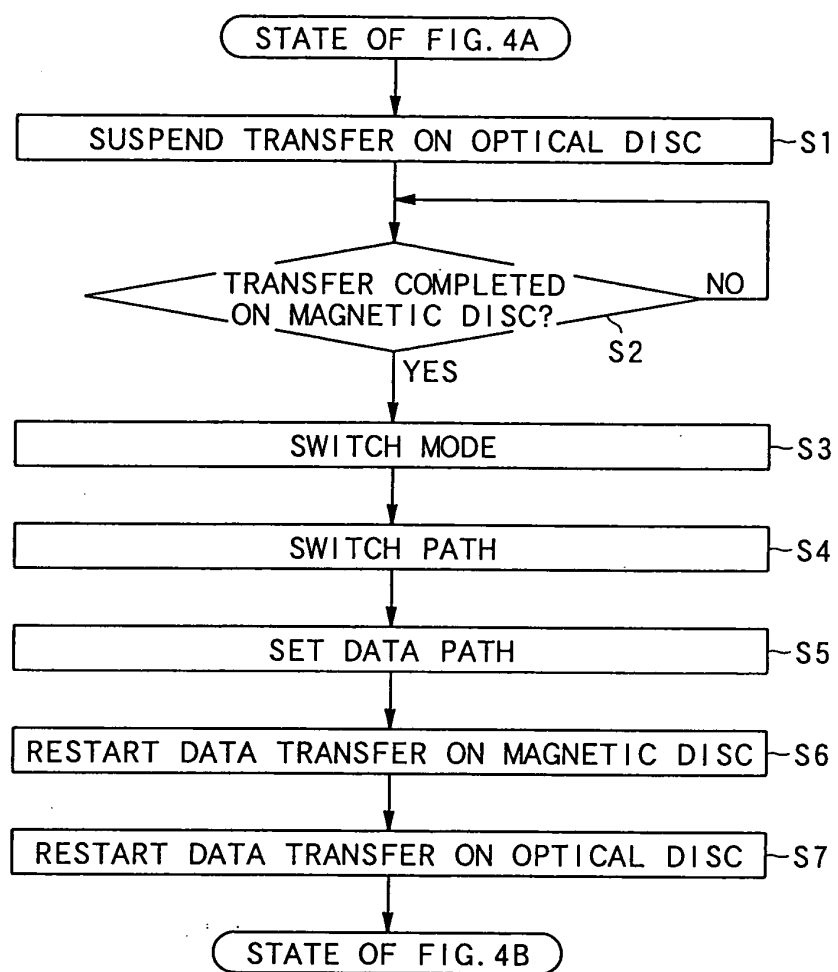 STATE OF FIG. 4A
SUSPEND TRANSFER ON OPTICAL DISC
S1
TRANSFER COMPLETED
ON MAGNETIC DISC?
NO
S2
YES
SWITCH MODE
S3
SWITCH PATH
S4
SET DATA PATH
S5
RESTART DATA TRANSFER ON MAGNETIC DISC
S6
RESTART DATA TRANSFER ON OPTICAL DISC
S7
STATE OF FIG. 4B